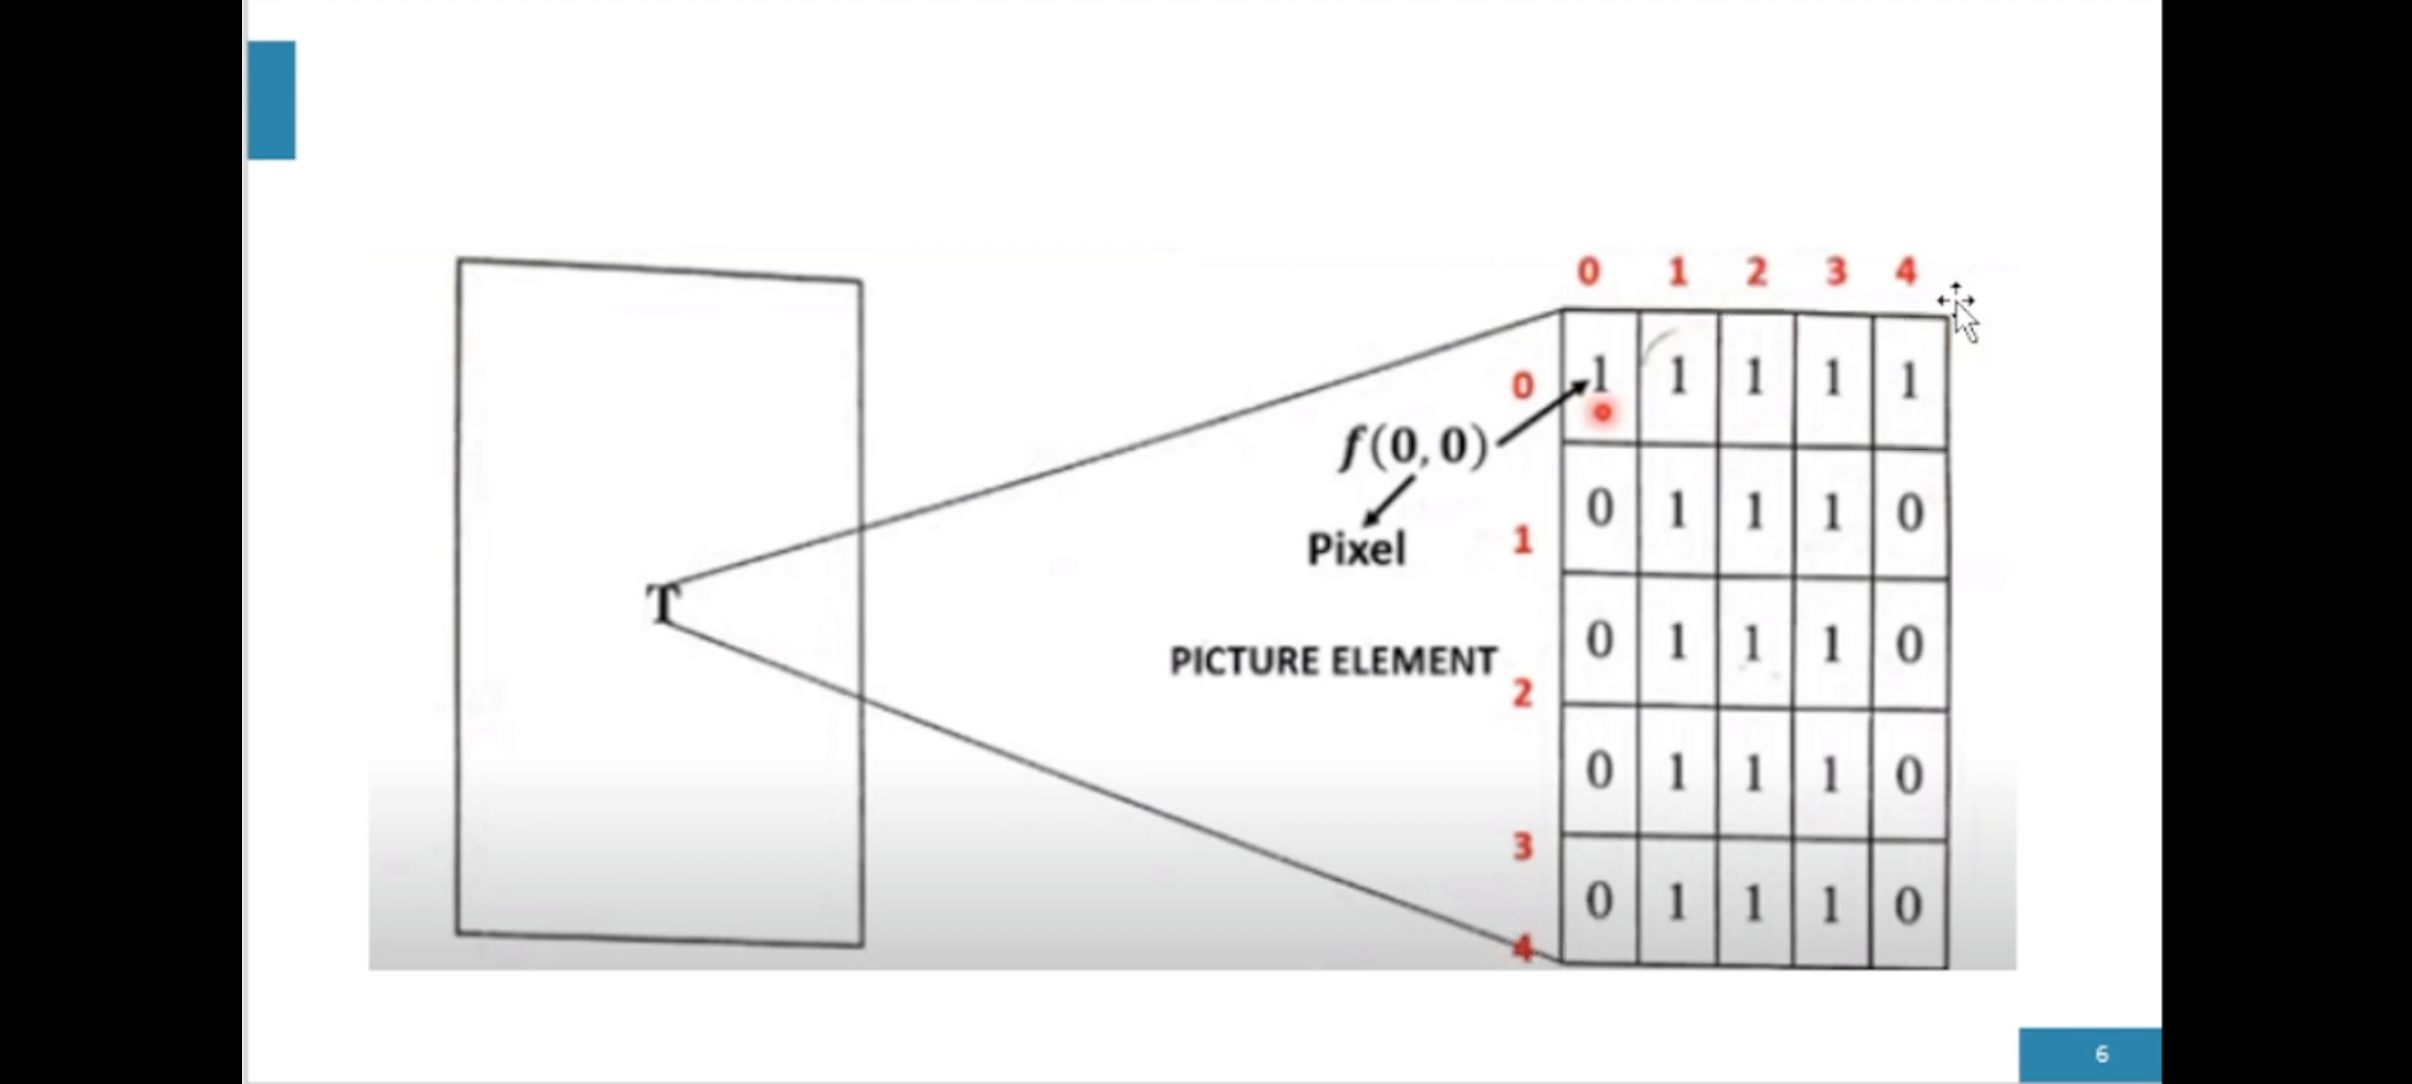 0 1 2 3 4
0 1 1 1 1 1
f(0, 0)
1 0 1 1 1 0
Pixel
T
PICTURE ELEMENT
2 0 1 1 1 0
3 0 1 1 1 0
4 0 1 1 1 0
6